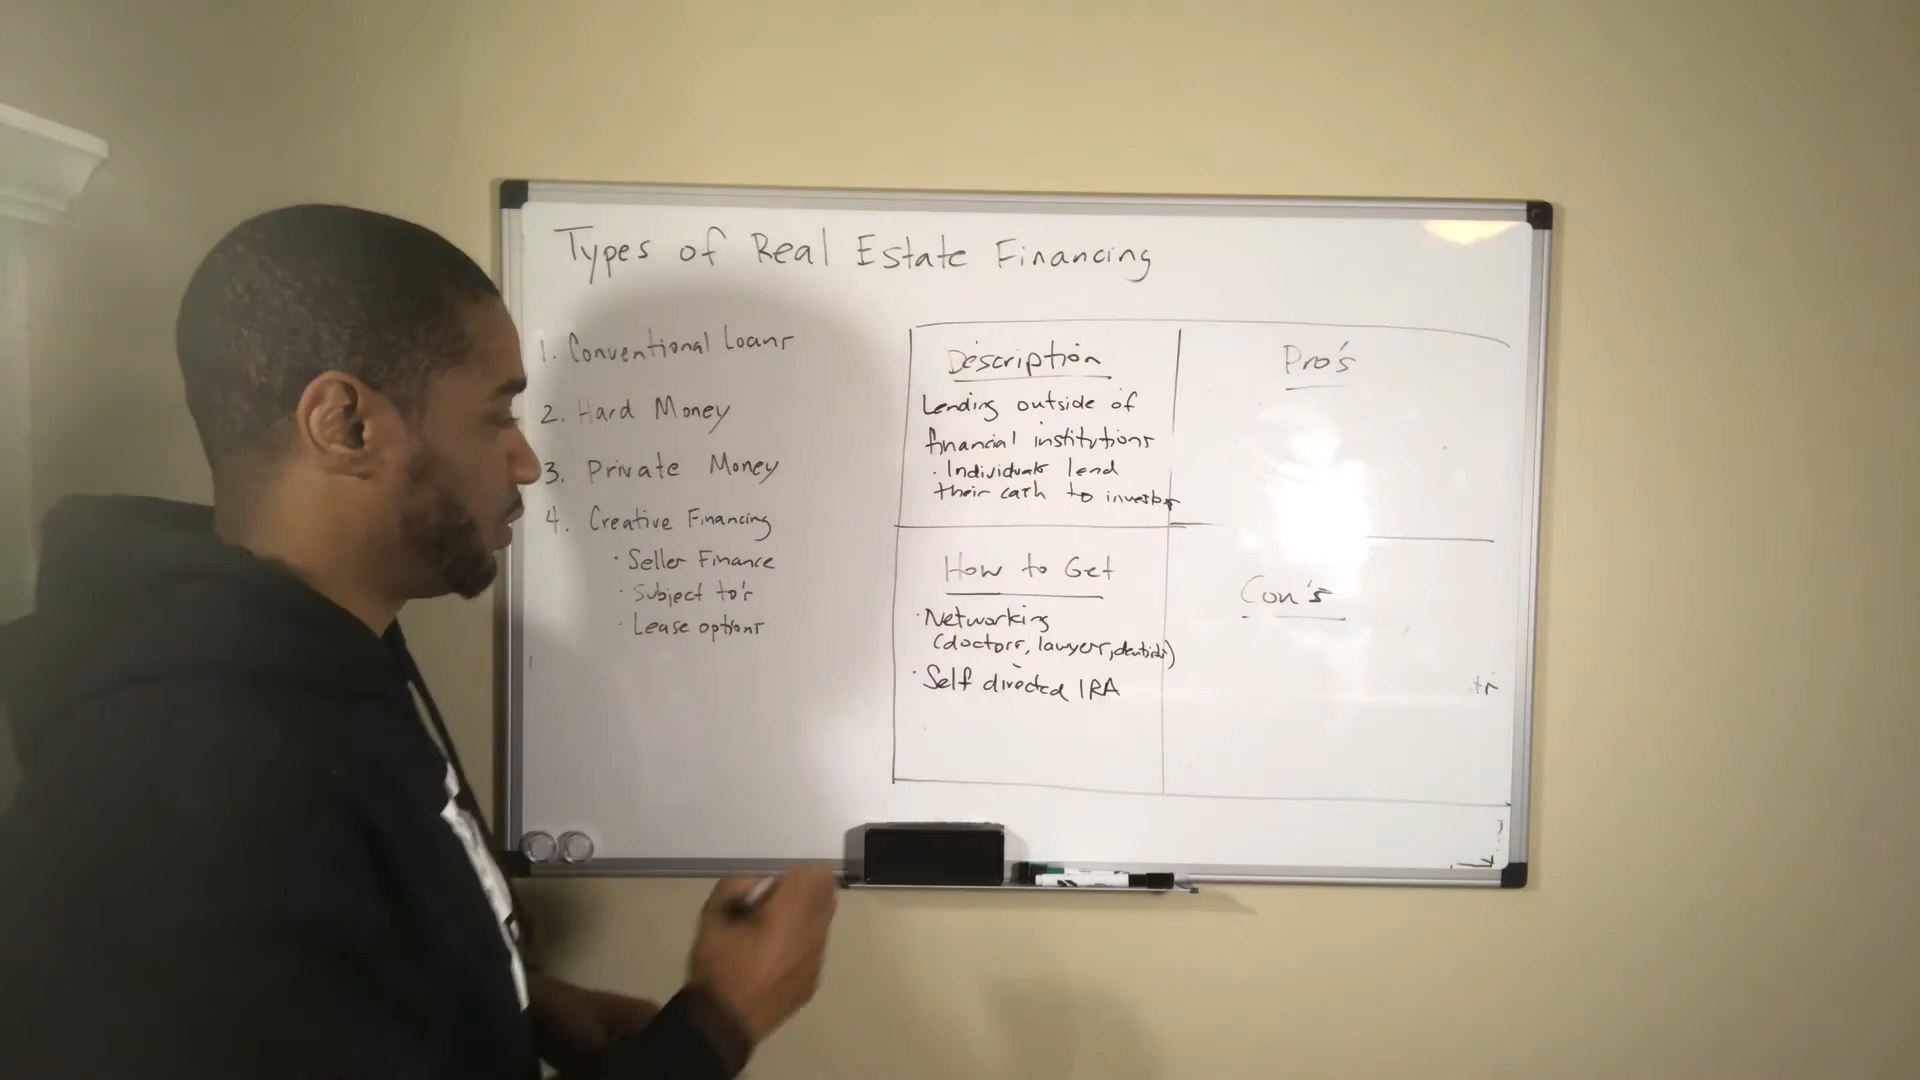 Types of Real Estate Financing
1. Conventional Loans
2. Hard Money
3. Private Money
4. Creative Financing
· Seller Finance
· Subject to's
· Lease options
Description
Lending outside of
financial institutions
· Individuals lend
their cash to investor
How to Get
· Networking
(doctors, lawyers, dentists)
· Self directed IRA
Pro's
Con's